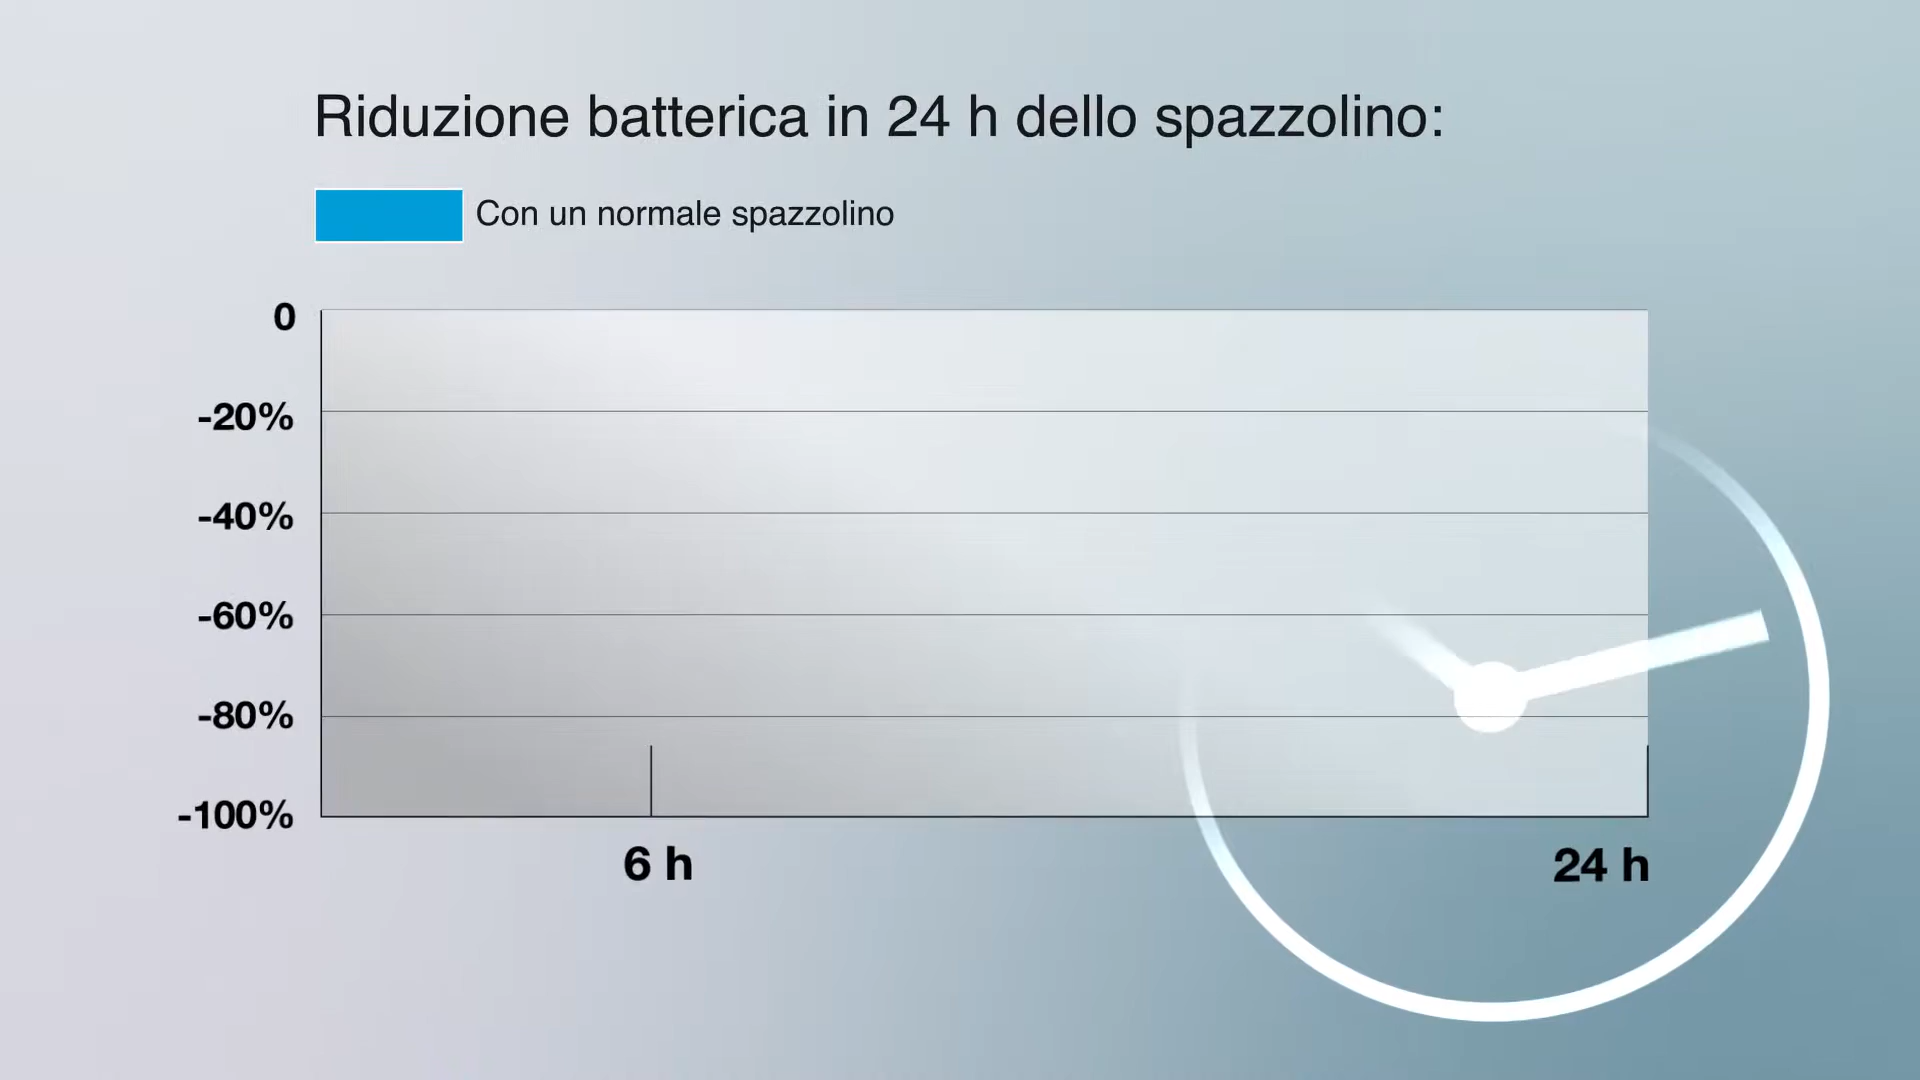 Riduzione batterica in 24 h dello spazzolino:
Con un normale spazzolino
0
-20%
-40%
-60%
-80%
-100%
6 h
24 h